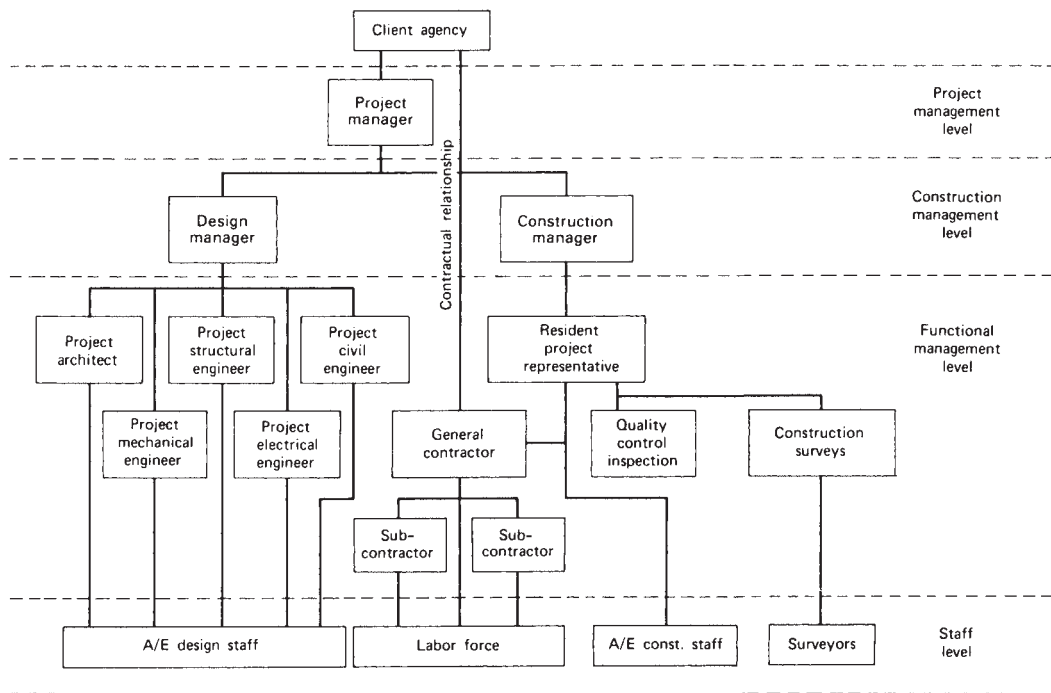 Client agency
Project
manager
Project
management
level
Contractual relationship
Design
manager
Construction
manager
Construction
management
level
Project
architect
Project
structural
engineer
Project
civil
engineer
Resident
project
representative
Functional
management
level
Project
mechanical
engineer
Project
electrical
engineer
General
contractor
Quality
control
inspection
Construction
surveys
Sub-
contractor
Sub-
contractor
A/E design staff
Labor force
A/E const. staff
Surveyors
Staff
level